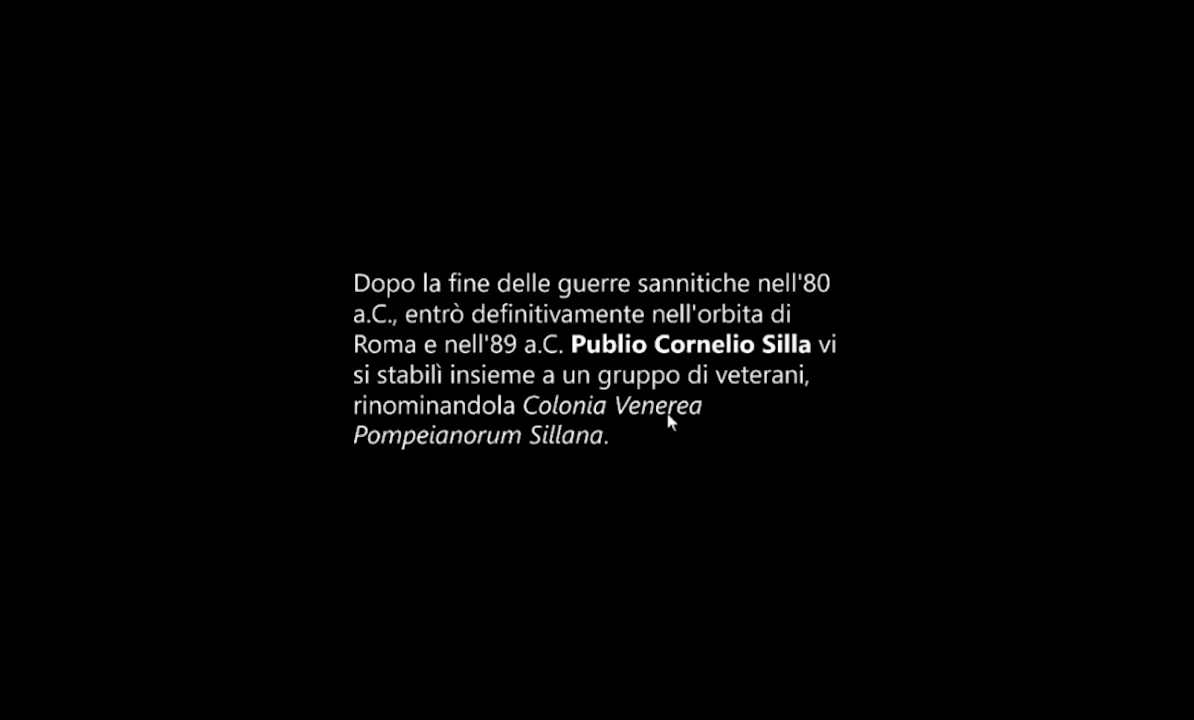 Dopo la fine delle guerre sannitiche nell'80
a.C., entrò definitivamente nell'orbita di
Roma e nell'89 a.C. Publio Cornelio Silla vi
si stabilì insieme a un gruppo di veterani,
rinominandola Colonia Venerea
Pompeianorum Sillana.